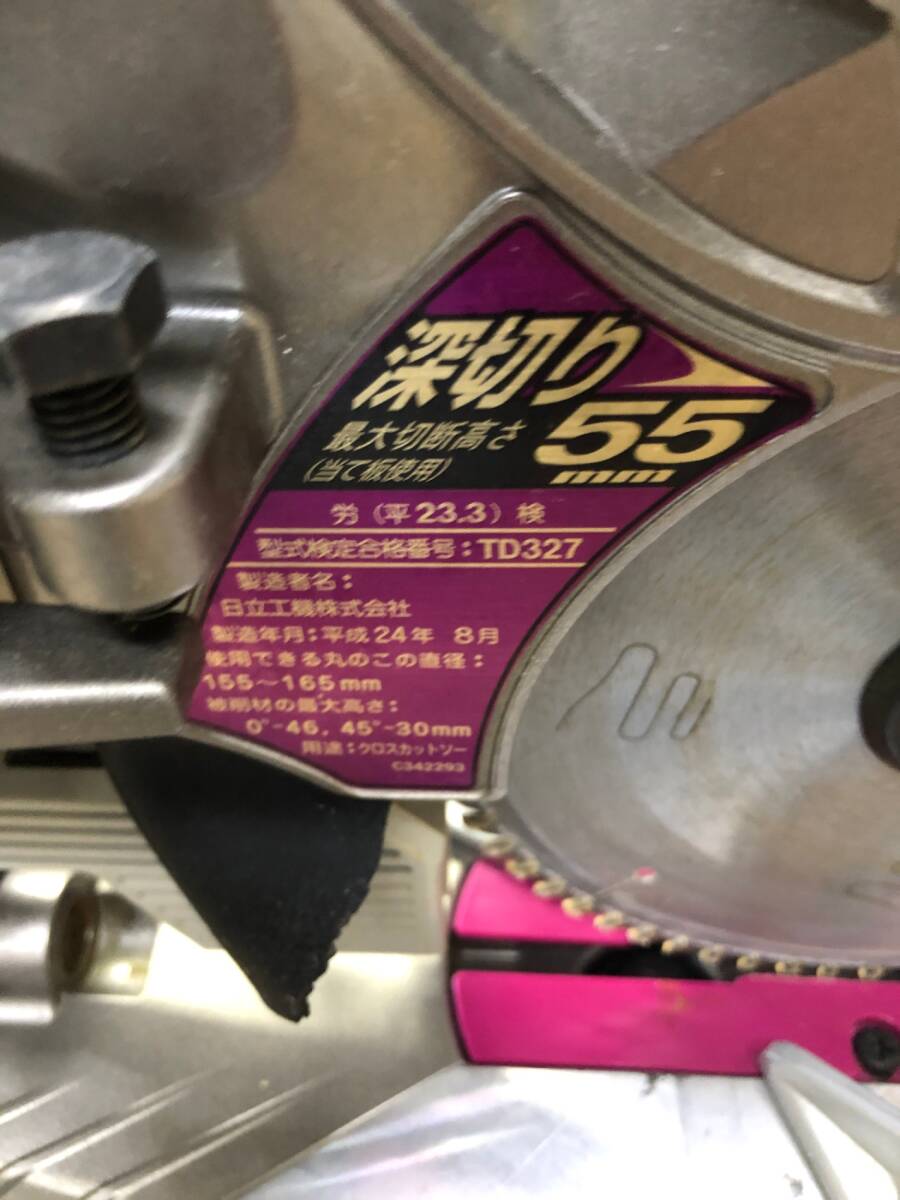 深切り
最大切断高さ 55
(当て板使用) mm
労(平23.3)検
型式検定合格番号:TD327
製造者名:
日立工機株式会社
製造年月:平成24年 8月
使用できる丸のこの直径:
155~165mm
被削材の最大高さ:
0°-46, 45°-30mm
用途:クロスカットソー
C342293